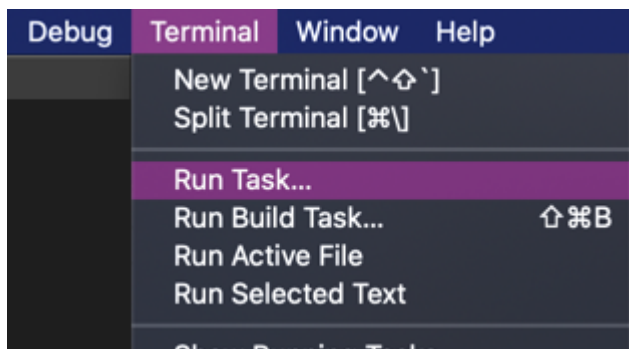 Debug Terminal Window Help
New Terminal [^⇧`]
Split Terminal [⌘\]
Run Task...
Run Build Task... ⇧⌘B
Run Active File
Run Selected Text